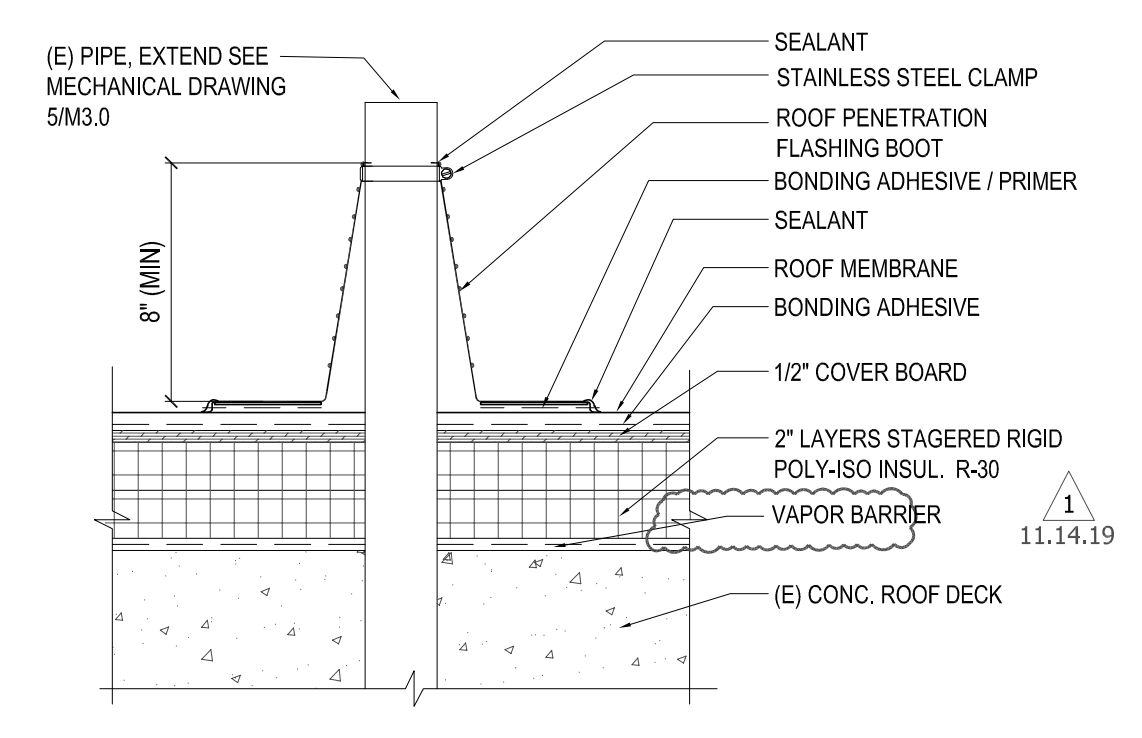 (E) PIPE, EXTEND SEE
MECHANICAL DRAWING
5/M3.0
8" (MIN)
SEALANT
STAINLESS STEEL CLAMP
ROOF PENETRATION
FLASHING BOOT
BONDING ADHESIVE / PRIMER
SEALANT
ROOF MEMBRANE
BONDING ADHESIVE
1/2" COVER BOARD
2" LAYERS STAGERED RIGID
POLY-ISO INSUL. R-30
VAPOR BARRIER
1
11.14.19
(E) CONC. ROOF DECK